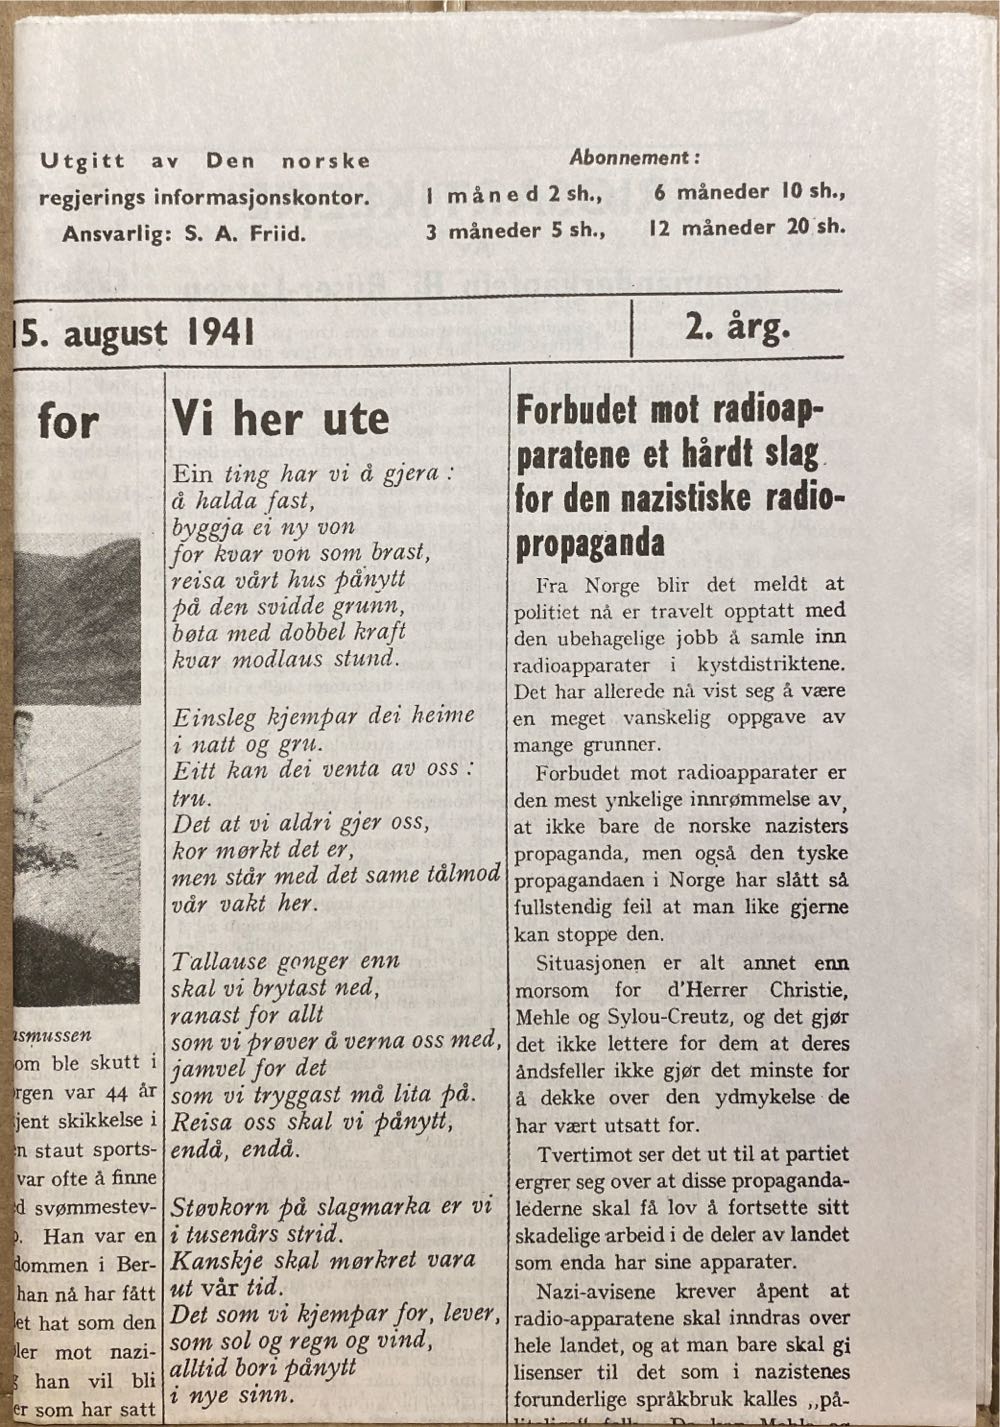 Utgitt av Den norske
regjerings informasjonskontor.
Ansvarlig: S. A. Friid.
Abonnement:
1 måned 2 sh., 6 måneder 10 sh.,
3 måneder 5 sh., 12 måneder 20 sh.
15. august 1941
2. årg.
for
asmussen
om ble skutt i
rgen var 44 år
jent skikkelse i
n staut sports-
var ofte å finne
d svømmestev-
. Han var en
dommen i Ber-
han nå har fått
et hat som den
ler mot nazi-
g han vil bli
er som har satt
Vi her ute
Ein ting har vi å gjera :
å halda fast,
byggja ei ny von
for kvar von som brast,
reisa vårt hus pånytt
på den svidde grunn,
bøta med dobbel kraft
kvar modlaus stund.
Einsleg kjempar dei heime
i natt og gru.
Eitt kan dei venta av oss :
tru.
Det at vi aldri gjer oss,
kor mørkt det er,
men står med det same tålmod
vår vakt her.
Tallause gonger enn
skal vi brytast ned,
ranast for allt
som vi prøver å verna oss med,
jamvel for det
som vi tryggast må lita på.
Reisa oss skal vi pånytt,
endå, endå.
Støvkorn på slagmarka er vi
i tusenårs strid.
Kanskje skal mørkret vara
ut vår tid.
Det som vi kjempar for, lever,
som sol og regn og vind,
alltid bori pånytt
i nye sinn.
Forbudet mot radioap-
paratene et hårdt slag
for den nazistiske radio-
propaganda
Fra Norge blir det meldt at
politiet nå er travelt opptatt med
den ubehagelige jobb å samle inn
radioapparater i kystdistriktene.
Det har allerede nå vist seg å være
en meget vanskelig oppgave av
mange grunner.
Forbudet mot radioapparater er
den mest ynkelige innrømmelse av,
at ikke bare de norske nazisters
propaganda, men også den tyske
propagandaen i Norge har slått så
fullstendig feil at man like gjerne
kan stoppe den.
Situasjonen er alt annet enn
morsom for d'Herrer Christie,
Mehle og Sylou-Creutz, og det gjør
det ikke lettere for dem at deres
åndsfeller ikke gjør det minste for
å dekke over den ydmykelse de
har vært utsatt for.
Tvertimot ser det ut til at partiet
ergrer seg over at disse propaganda-
lederne skal få lov å fortsette sitt
skadelige arbeid i de deler av landet
som enda har sine apparater.
Nazi-avisene krever åpent at
radio-apparatene skal inndras over
hele landet, og at man bare skal gi
lisenser til det som i nazistenes
forunderlige språkbruk kalles ,,på-